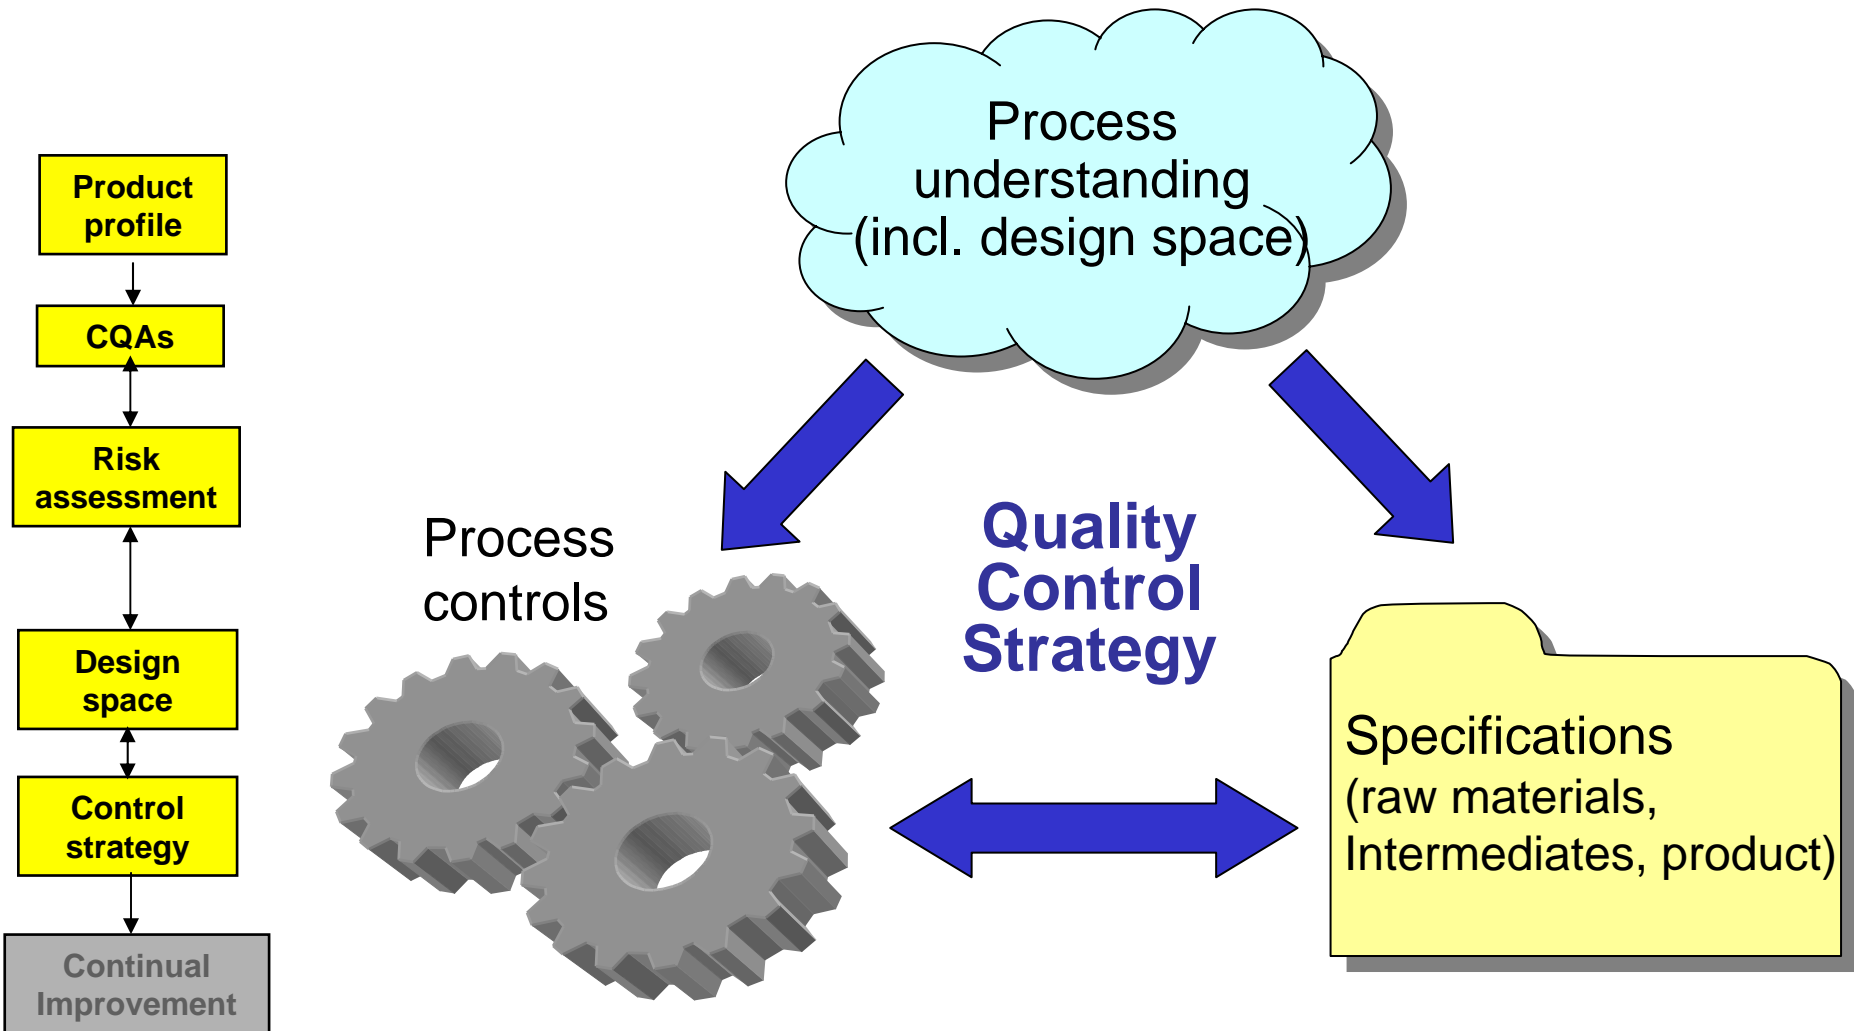 Product
profile
CQAs
Risk
assessment
Design
space
Control
strategy
Continual
Improvement
Process
understanding
(incl. design space)
Process
controls
Quality
Control
Strategy
Specifications
(raw materials,
Intermediates, product)